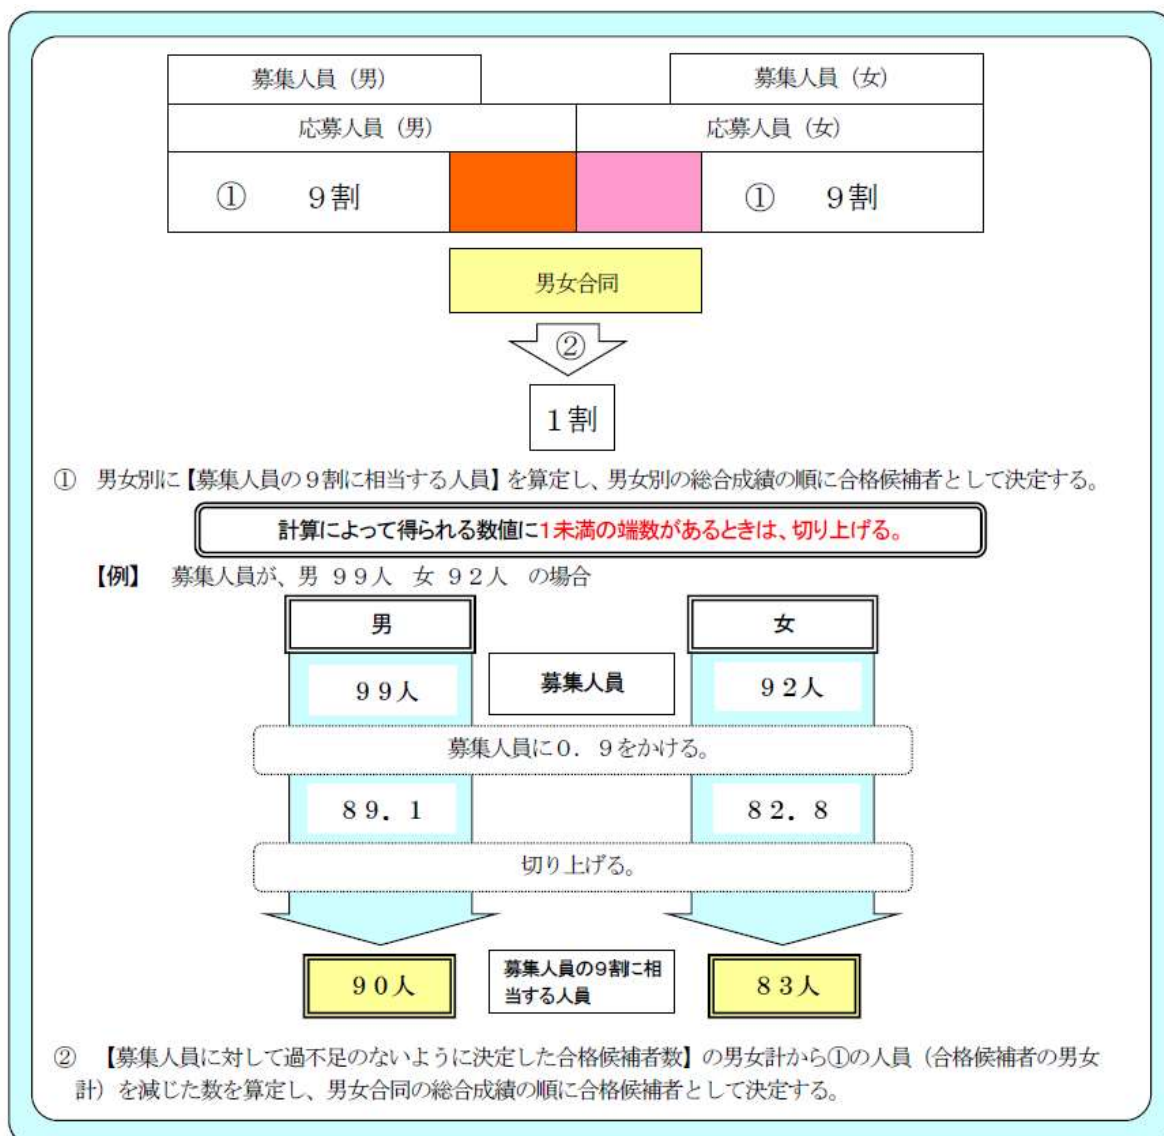 募集人員（男）
募集人員（女）
応募人員（男）
応募人員（女）
① ９割
① ９割
男女合同
②
１割
① 男女別に【募集人員の９割に相当する人員】を算定し、男女別の総合成績の順に合格候補者として決定する。
計算によって得られる数値に１未満の端数があるときは、切り上げる。
【例】 募集人員が、男 ９９人 女 ９２人 の場合
男
女
９９人
募集人員
９２人
募集人員に０．９をかける。
８９．１
８２．８
切り上げる。
９０人
募集人員の９割に相
当する人員
８３人
② 【募集人員に対して過不足のないように決定した合格候補者数】の男女計から①の人員（合格候補者の男女
計）を減じた数を算定し、男女合同の総合成績の順に合格候補者として決定する。